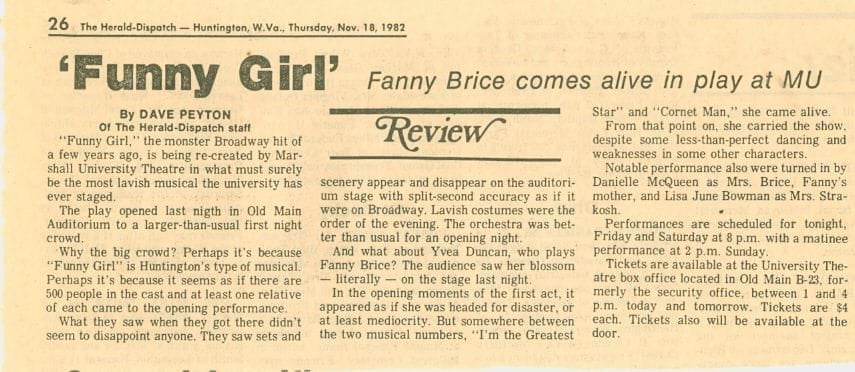 26 The Herald-Dispatch — Huntington, W.Va., Thursday, Nov. 18, 1982
'Funny Girl' Fanny Brice comes alive in play at MU
By DAVE PEYTON
Of The Herald-Dispatch staff
"Funny Girl," the monster Broadway hit of
a few years ago, is being re-created by Mar-
shall University Theatre in what must surely
be the most lavish musical the university has
ever staged.
The play opened last nigth in Old Main
Auditorium to a larger-than-usual first night
crowd.
Why the big crowd? Perhaps it's because
"Funny Girl" is Huntington's type of musical.
Perhaps it's because it seems as if there are
500 people in the cast and at least one relative
of each came to the opening performance.
What they saw when they got there didn't
seem to disappoint anyone. They saw sets and
Review
scenery appear and disappear on the auditori-
um stage with split-second accuracy as if it
were on Broadway. Lavish costumes were the
order of the evening. The orchestra was bet-
ter than usual for an opening night.
And what about Yvea Duncan, who plays
Fanny Brice? The audience saw her blossom
— literally — on the stage last night.
In the opening moments of the first act, it
appeared as if she was headed for disaster, or
at least mediocrity. But somewhere between
the two musical numbers, "I'm the Greatest
Star" and "Cornet Man," she came alive.
From that point on, she carried the show,
despite some less-than-perfect dancing and
weaknesses in some other characters.
Notable performance also were turned in by
Danielle McQueen as Mrs. Brice, Fanny's
mother, and Lisa June Bowman as Mrs. Stra-
kosh.
Performances are scheduled for tonight,
Friday and Saturday at 8 p.m. with a matinee
performance at 2 p.m. Sunday.
Tickets are available at the University The-
atre box office located in Old Main B-23, for-
merly the security office, between 1 and 4
p.m. today and tomorrow. Tickets are $4
each. Tickets also will be available at the
door.